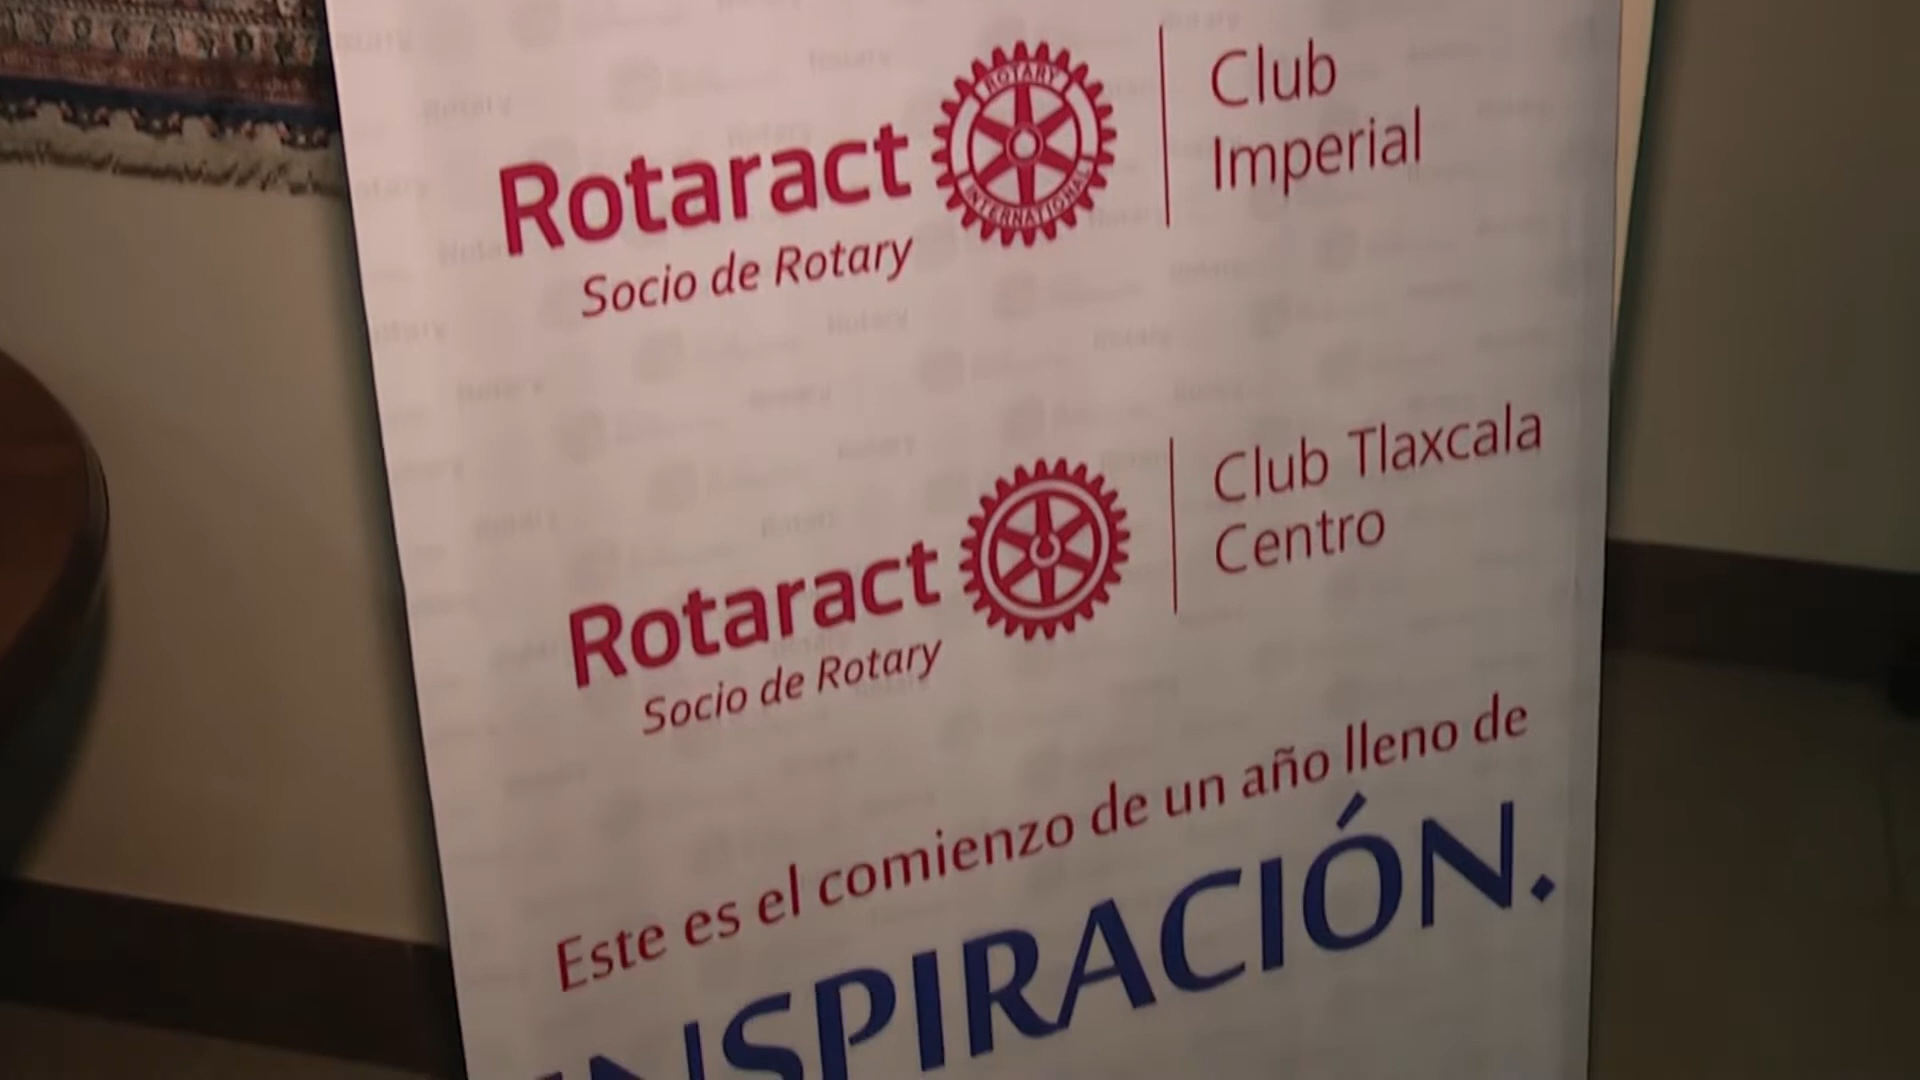 Rotaract
Socio de Rotary
ROTARY
INTERNATIONAL
Club
Imperial
Rotaract
Socio de Rotary
Club Tlaxcala
Centro
Este es el comienzo de un año lleno de
INSPIRACIÓN.